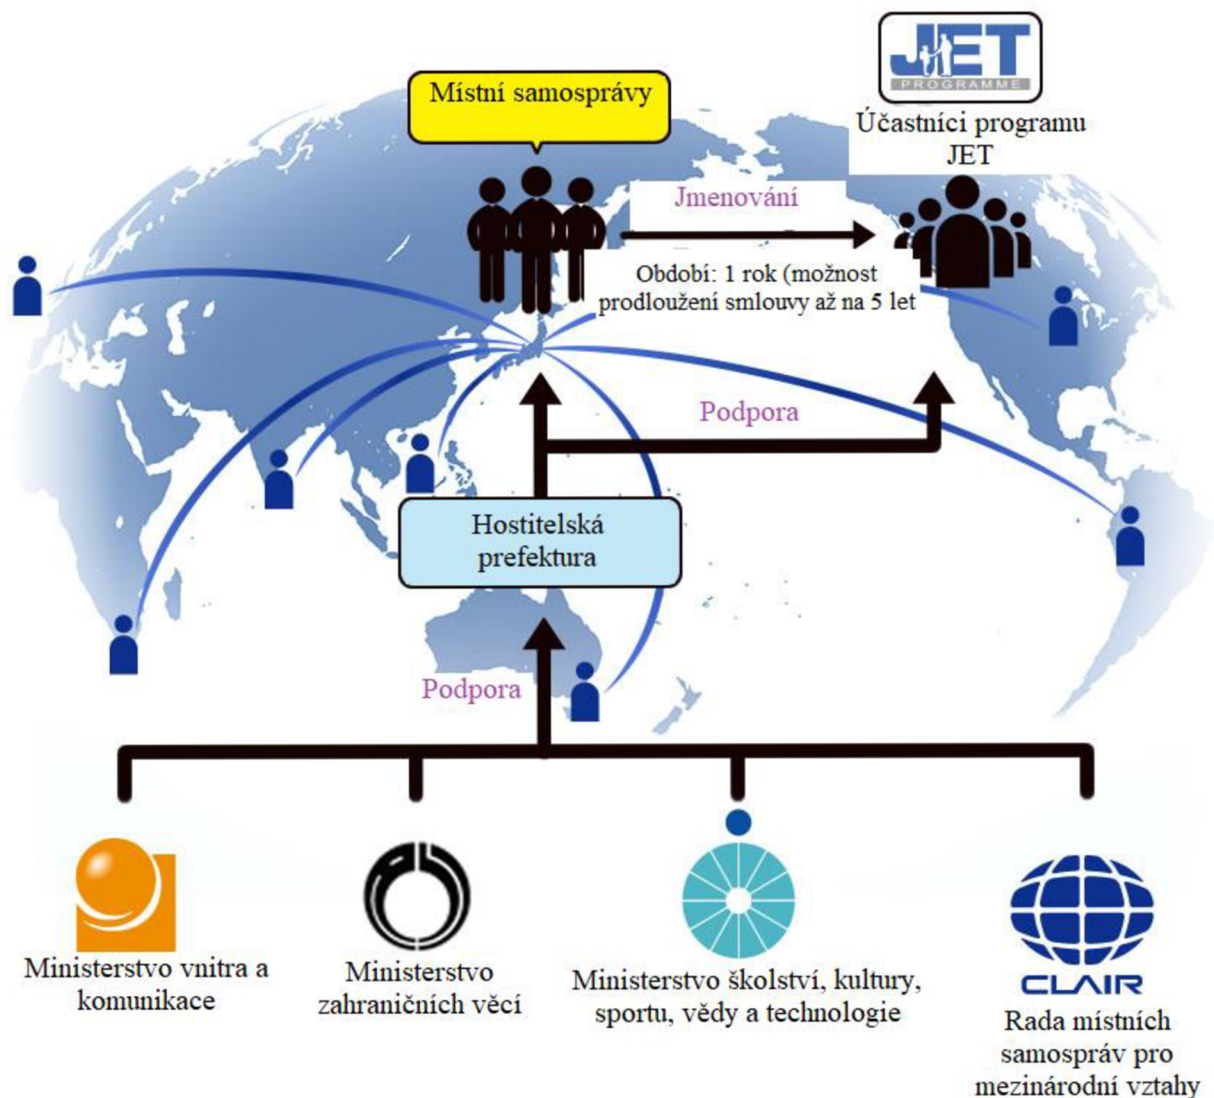 JET
PROGRAMME
Místní samosprávy
Účastníci programu
JET
Jmenování
Období: 1 rok (možnost
prodloužení smlouvy až na 5 let
Podpora
Hostitelská
prefektura
Podpora
Ministerstvo vnitra a
komunikace
Ministerstvo
zahraničních věcí
Ministerstvo školství, kultury,
sportu, vědy a technologie
CLAIR
Rada místních
samospráv pro
mezinárodní vztahy